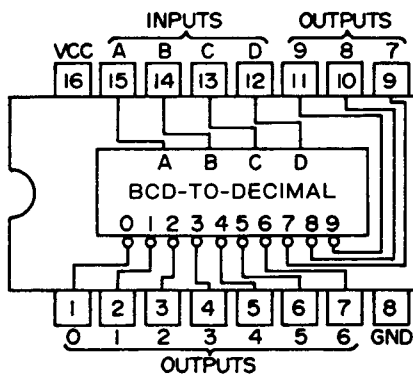 INPUTS OUTPUTS
VCC A B C D 9 8 7
16 15 14 13 12 11 10 9
A B C D
BCD-TO-DECIMAL
0 1 2 3 4 5 6 7 8 9
1 2 3 4 5 6 7 8
0 1 2 3 4 5 6 GND
OUTPUTS